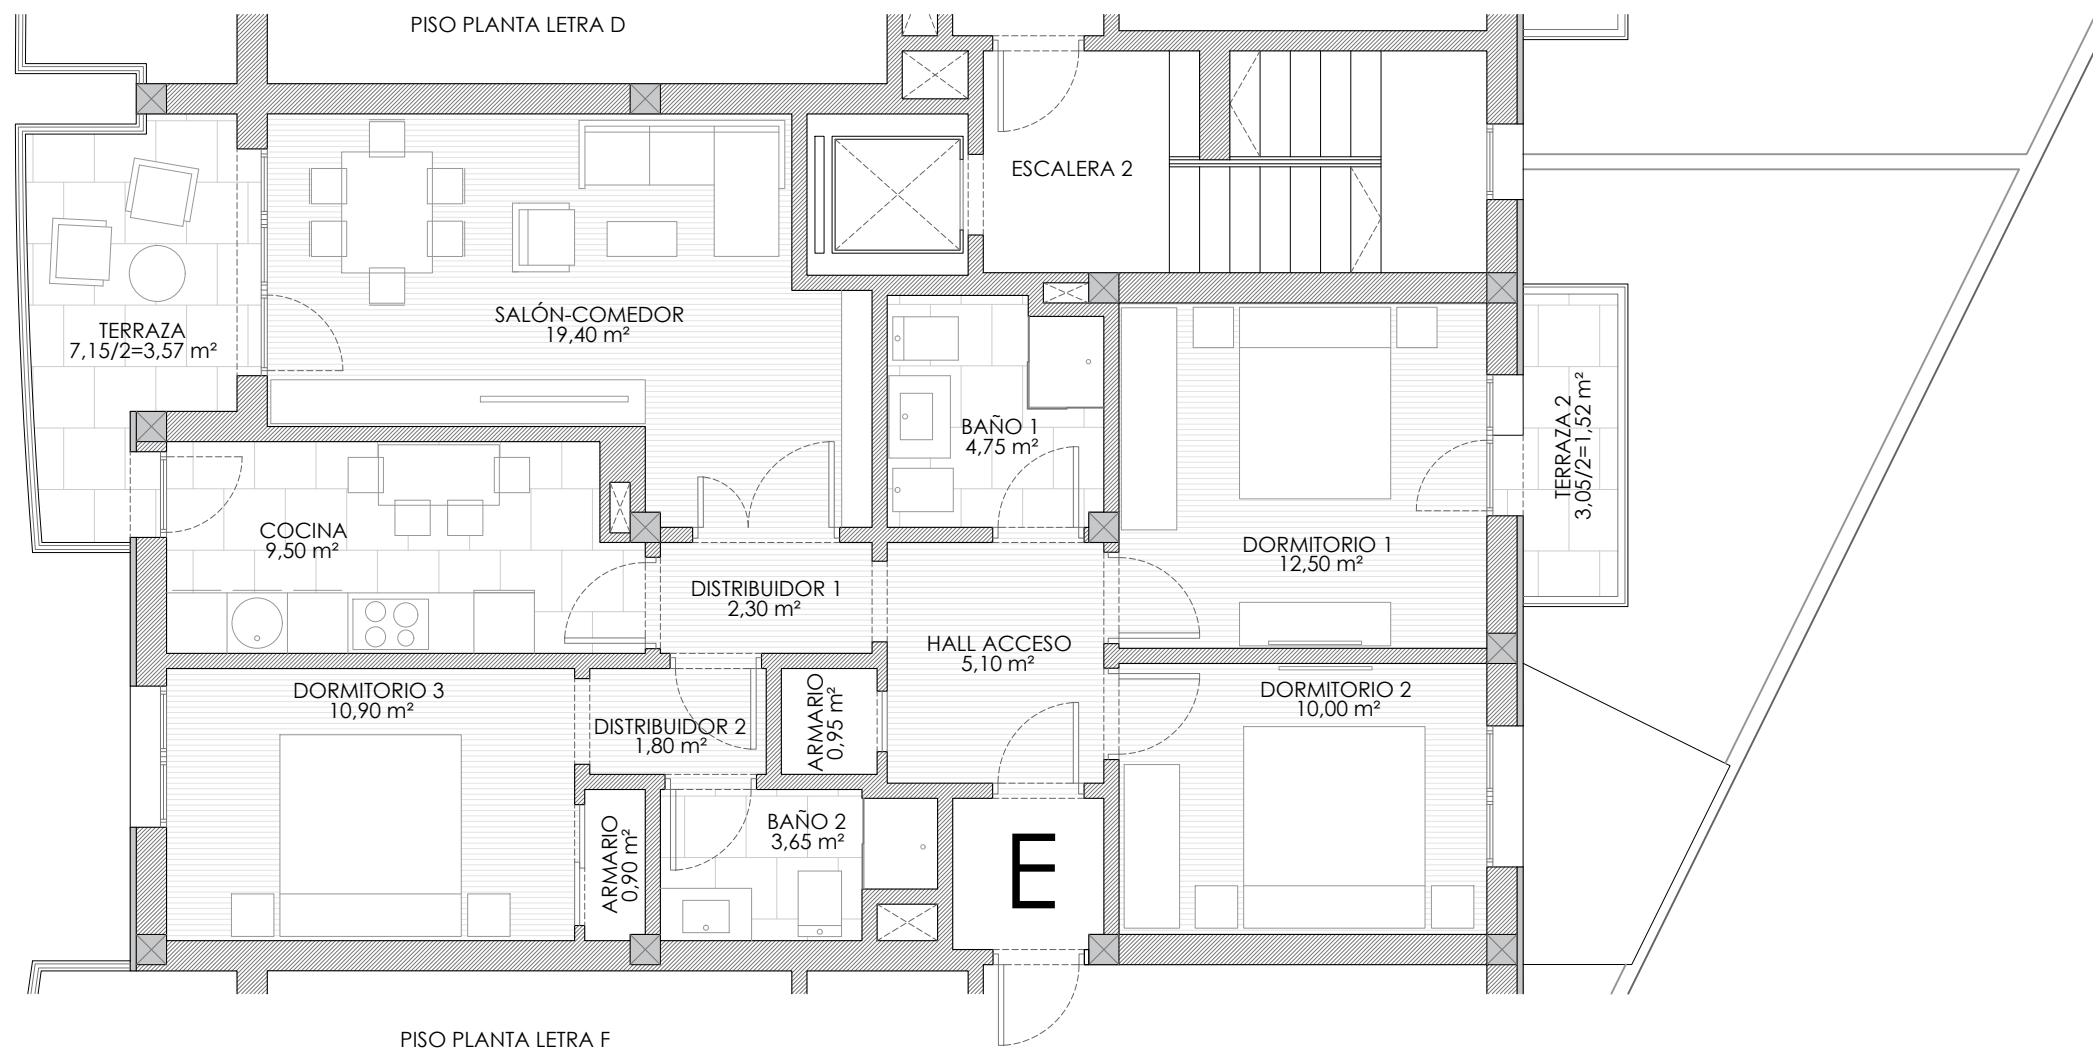 PISO PLANTA LETRA D
ESCALERA 2
SALÓN-COMEDOR
19,40 m²
TERRAZA
7,15/2=3,57 m²
BAÑO 1
4,75 m²
TERRAZA 2
3,05/2=1,52 m²
COCINA
9,50 m²
DORMITORIO 1
12,50 m²
DISTRIBUIDOR 1
2,30 m²
HALL ACCESO
5,10 m²
DORMITORIO 3
10,90 m²
DORMITORIO 2
10,00 m²
DISTRIBUIDOR 2
1,80 m²
ARMARIO
0,95 m²
BAÑO 2
3,65 m²
ARMARIO
0,90 m²
E
PISO PLANTA LETRA F